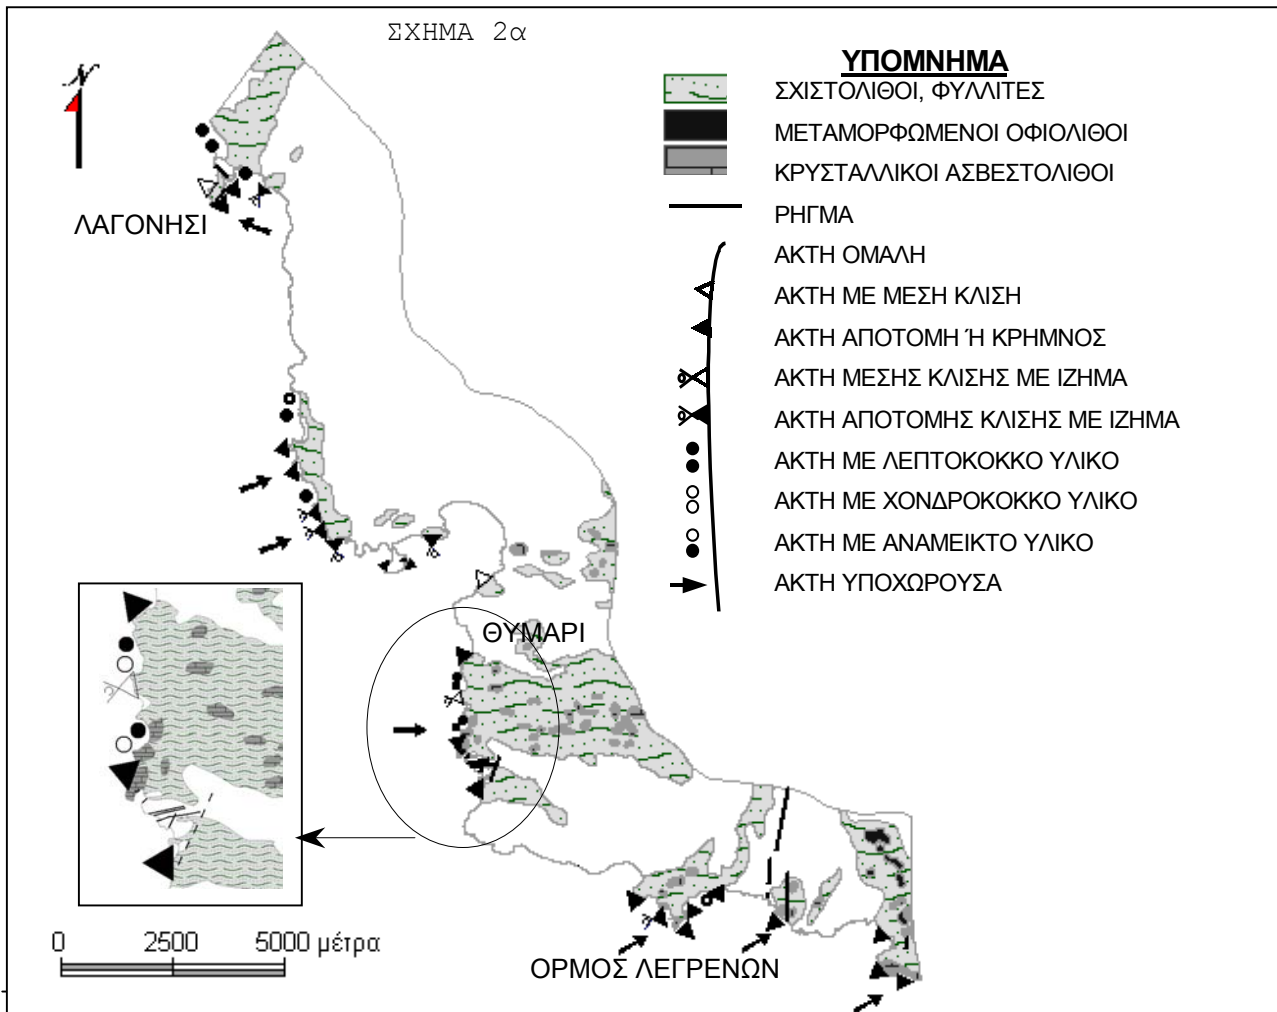 ΣΧΗΜΑ 2α
N
ΥΠΟΜΝΗΜΑ
ΣΧΙΣΤΟΛΙΘΟΙ, ΦΥΛΛΙΤΕΣ
ΜΕΤΑΜΟΡΦΩΜΕΝΟΙ ΟΦΙΟΛΙΘΟΙ
ΚΡΥΣΤΑΛΛΙΚΟΙ ΑΣΒΕΣΤΟΛΙΘΟΙ
ΡΗΓΜΑ
ΑΚΤΗ ΟΜΑΛΗ
ΑΚΤΗ ΜΕ ΜΕΣΗ ΚΛΙΣΗ
ΑΚΤΗ ΑΠΟΤΟΜΗ Ή ΚΡΗΜΝΟΣ
ΑΚΤΗ ΜΕΣΗΣ ΚΛΙΣΗΣ ΜΕ ΙΖΗΜΑ
ΑΚΤΗ ΑΠΟΤΟΜΗΣ ΚΛΙΣΗΣ ΜΕ ΙΖΗΜΑ
ΑΚΤΗ ΜΕ ΛΕΠΤΟΚΟΚΚΟ ΥΛΙΚΟ
ΑΚΤΗ ΜΕ ΧΟΝΔΡΟΚΟΚΚΟ ΥΛΙΚΟ
ΑΚΤΗ ΜΕ ΑΝΑΜΕΙΚΤΟ ΥΛΙΚΟ
ΑΚΤΗ ΥΠΟΧΩΡΟΥΣΑ
ΛΑΓΟΝΗΣΙ
ΘΥΜΑΡΙ
ΟΡΜΟΣ ΛΕΓΡΕΝΩΝ
0 2500 5000 μέτρα